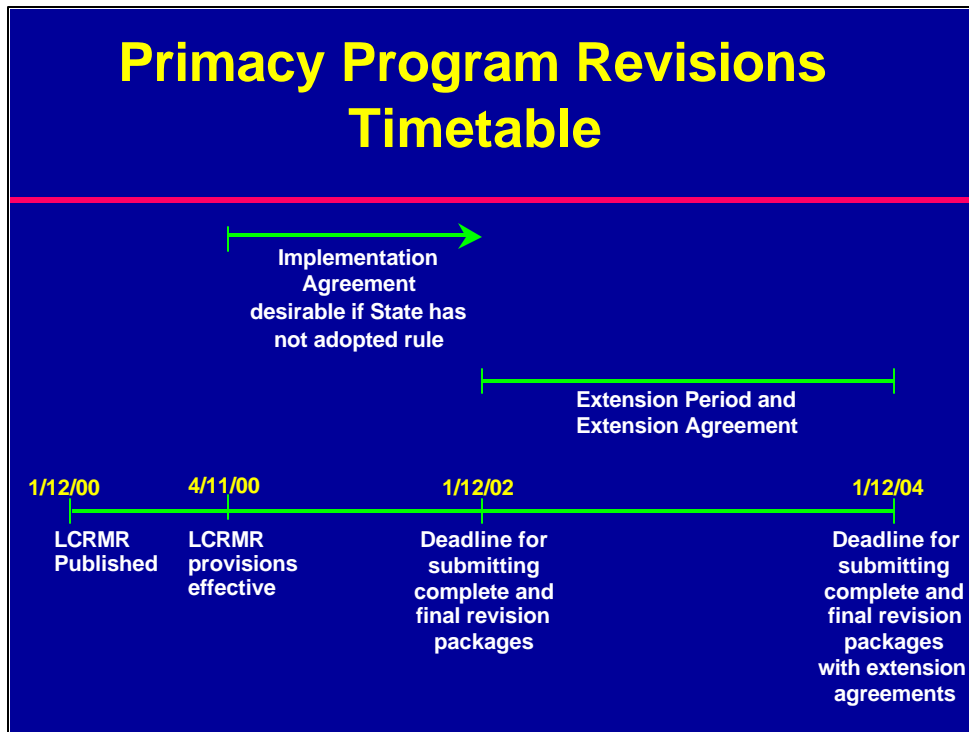 Primacy Program Revisions
Timetable
Implementation
Agreement
desirable if State has
not adopted rule
Extension Period and
Extension Agreement
1/12/00
4/11/00
1/12/02
1/12/04
LCRMR
Published
LCRMR
provisions
effective
Deadline for
submitting
complete and
final revision
packages
Deadline for
submitting
complete and
final revision
packages
with extension
agreements